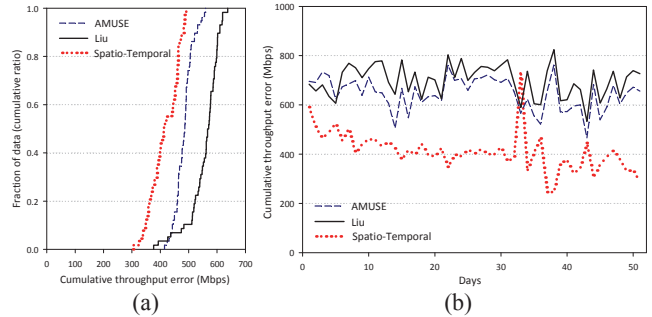 AMUSE
Liu
Spatio-Temporal
Fraction of data (cumulative ratio)
1.0
0.8
0.6
0.4
0.2
0.0
0 100 200 300 400 500 600 700
Cumulative throughput error (Mbps)
(a)
Cumulative throughput error (Mbps)
1000
800
600
400
200
0
AMUSE
Liu
Spatio-Temporal
0 10 20 30 40 50
Days
(b)